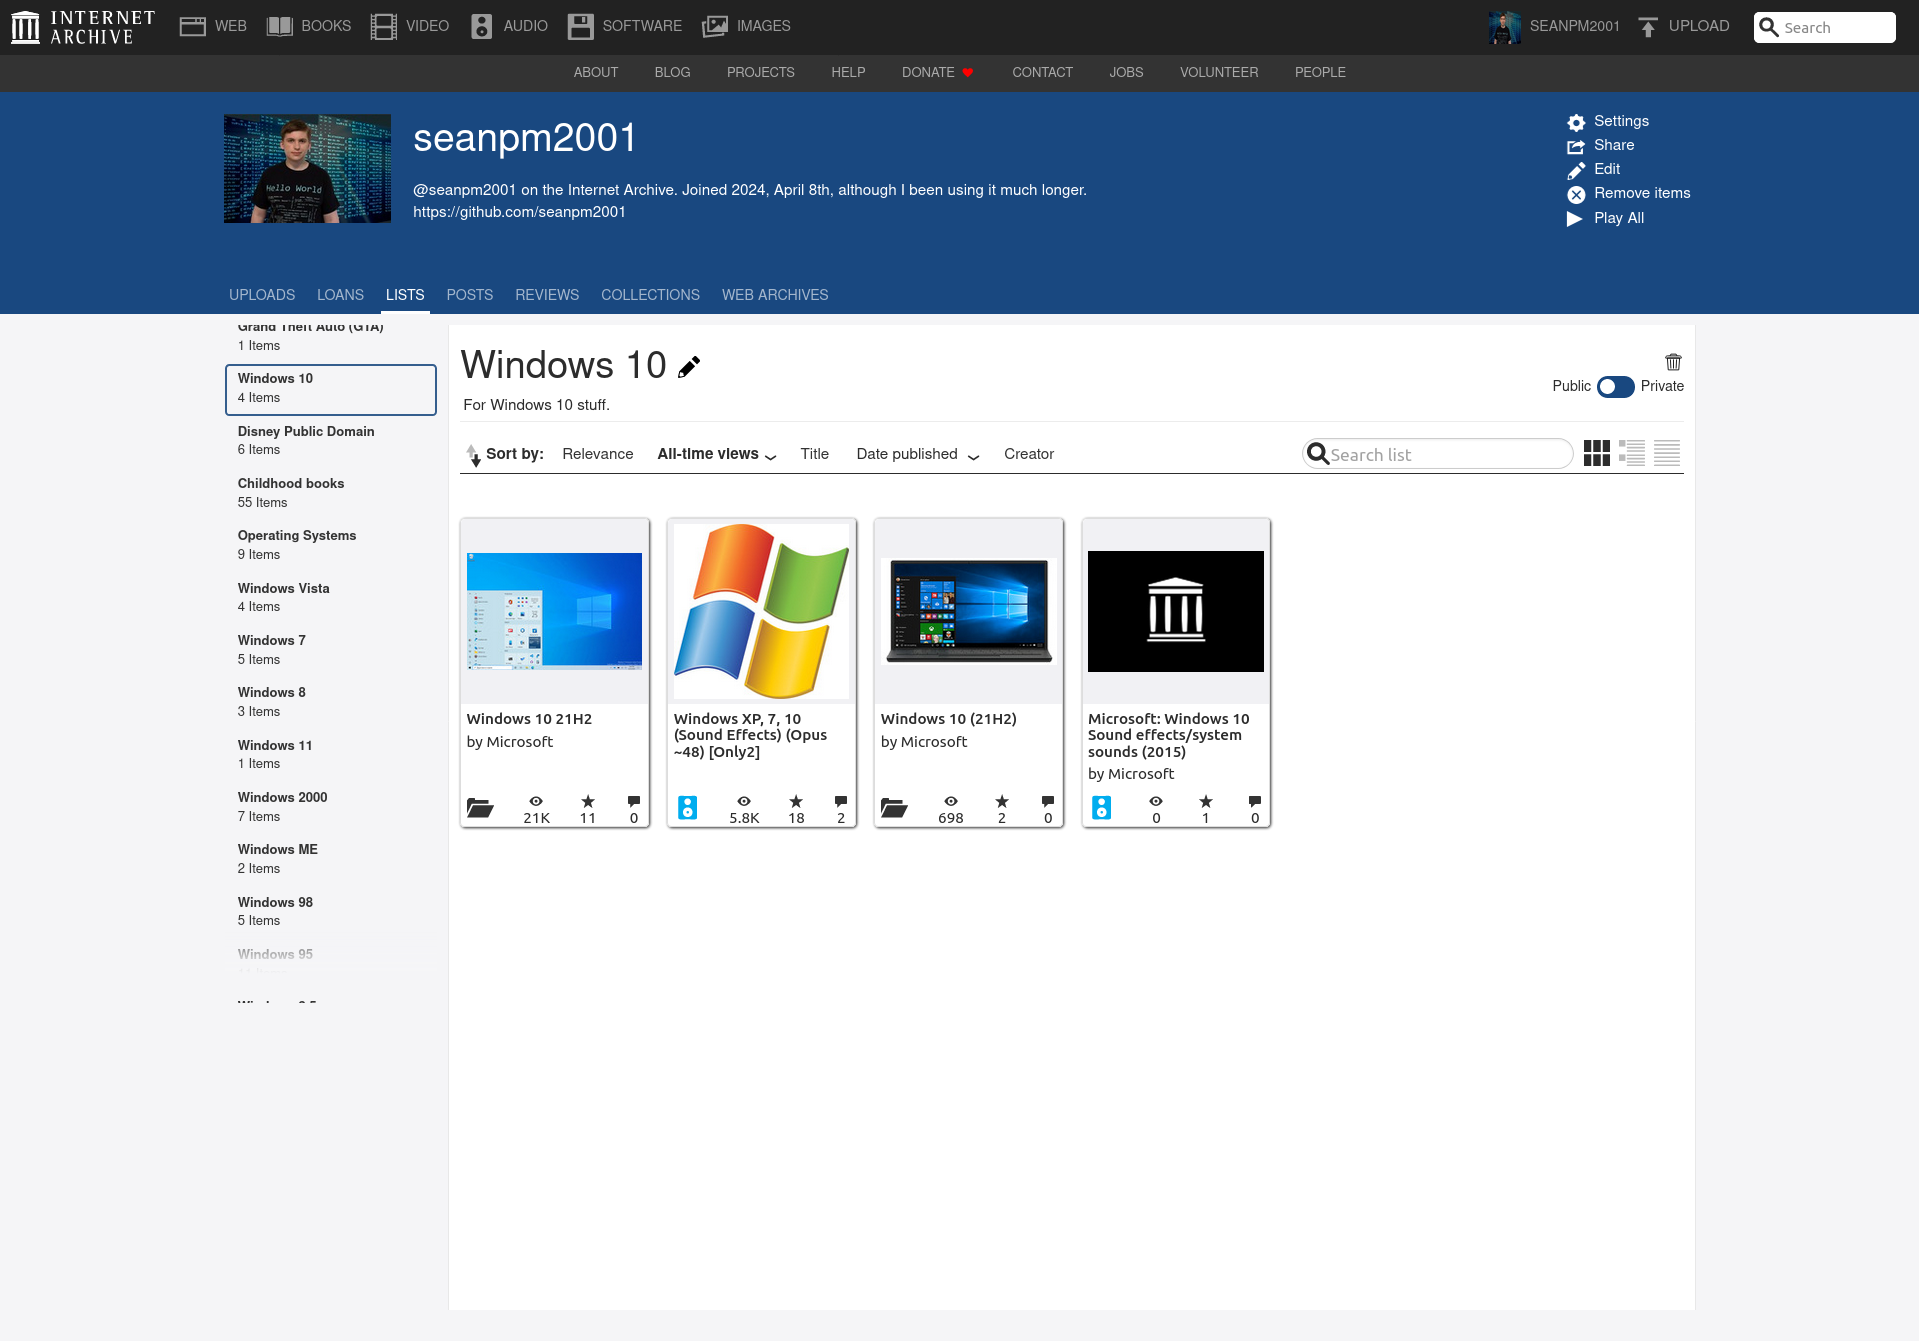 INTERNET ARCHIVE
WEB
BOOKS
VIDEO
AUDIO
SOFTWARE
IMAGES
SEANPM2001
UPLOAD
Search
ABOUT
BLOG
PROJECTS
HELP
DONATE
CONTACT
JOBS
VOLUNTEER
PEOPLE
Hello World
seanpm2001
@seanpm2001 on the Internet Archive. Joined 2024, April 8th, although I been using it much longer.
https://github.com/seanpm2001
Settings
Share
Edit
Remove items
Play All
UPLOADS
LOANS
LISTS
POSTS
REVIEWS
COLLECTIONS
WEB ARCHIVES
Grand Theft Auto (GTA)
1 Items
Windows 10
4 Items
Disney Public Domain
6 Items
Childhood books
55 Items
Operating Systems
9 Items
Windows Vista
4 Items
Windows 7
5 Items
Windows 8
3 Items
Windows 11
1 Items
Windows 2000
7 Items
Windows ME
2 Items
Windows 98
5 Items
Windows 95
Windows 10
For Windows 10 stuff.
Public
Private
Sort by:
Relevance
All-time views
Title
Date published
Creator
Search list
Windows 10 21H2
by Microsoft
21K
11
0
Windows XP, 7, 10
(Sound Effects) (Opus
~48) [Only2]
5.8K
18
2
Windows 10 (21H2)
by Microsoft
698
2
0
Microsoft: Windows 10
Sound effects/system
sounds (2015)
by Microsoft
0
1
0